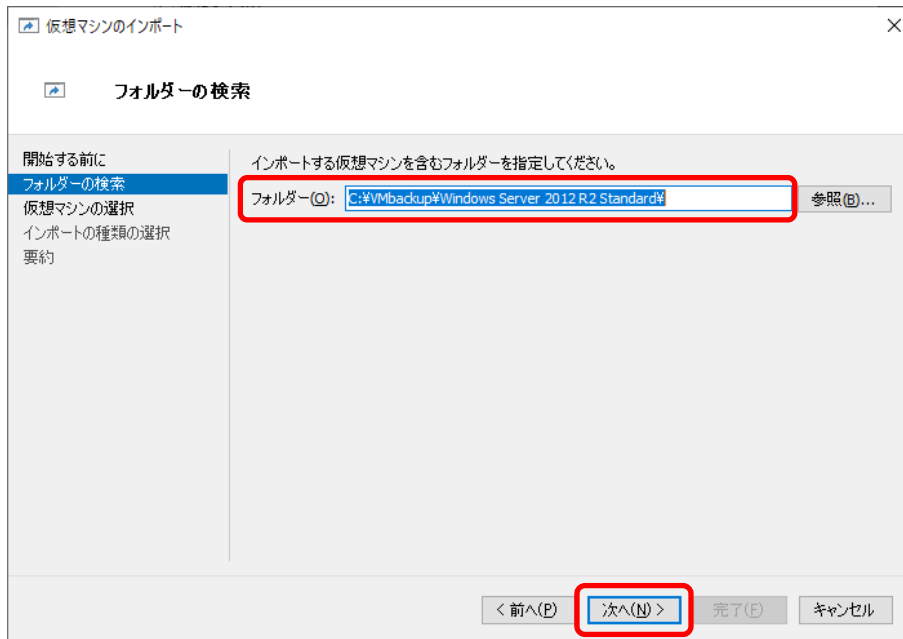 仮想マシンのインポート
フォルダーの検索
開始する前に
フォルダーの検索
仮想マシンの選択
インポートの種類の選択
要約
インポートする仮想マシンを含むフォルダーを指定してください。
フォルダー(O): C:¥VMbackup¥Windows Server 2012 R2 Standard¥ 参照(B)...
< 前へ(P) 次へ(N) > 完了(F) キャンセル